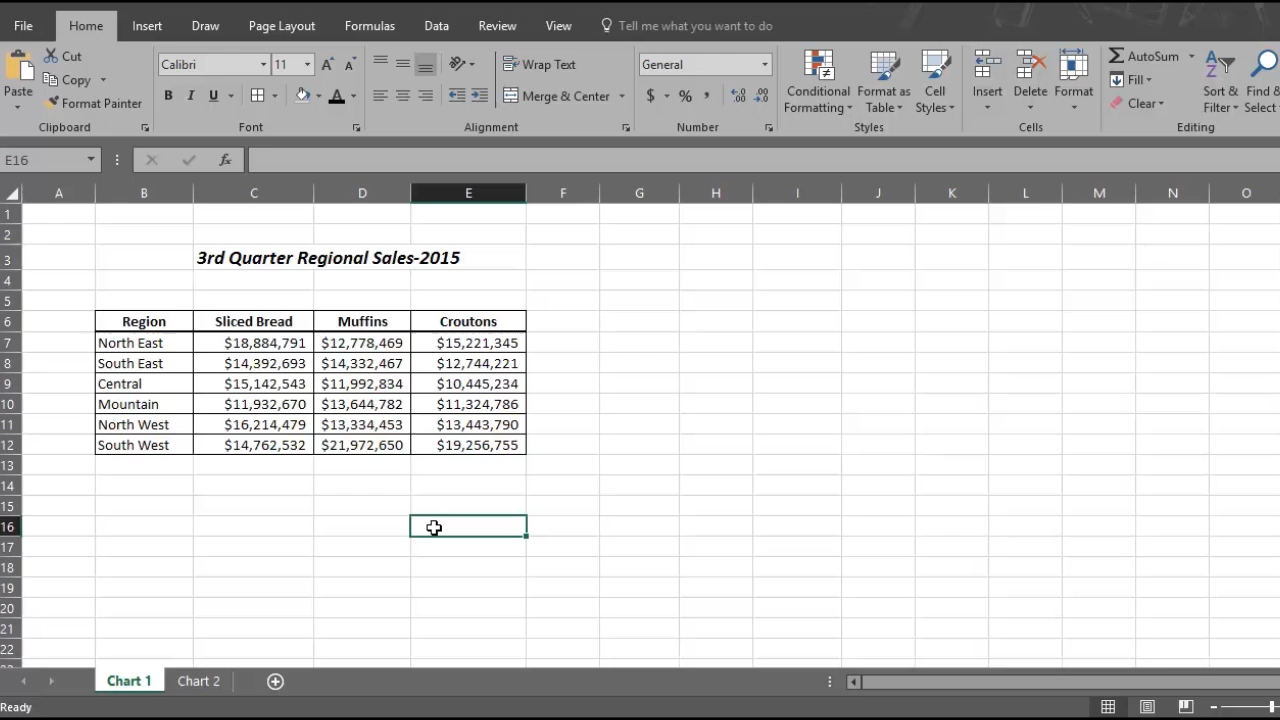 File Home Insert Draw Page Layout Formulas Data Review View Tell me what you want to do
Paste
Cut
Copy
Format Painter
Clipboard
Calibri 11
B I U
Font
Wrap Text
Merge & Center
Alignment
General
$ % ,
Number
Conditional Formatting
Format as Table
Cell Styles
Styles
Insert Delete Format
Cells
AutoSum
Fill
Clear
Sort & Filter
Find & Select
Editing
E16 fx
A B C D E F G H I J K L M N O
1
2
3 3rd Quarter Regional Sales-2015
4
5
6 Region Sliced Bread Muffins Croutons
7 North East $18,884,791 $12,778,469 $15,221,345
8 South East $14,392,693 $14,332,467 $12,744,221
9 Central $15,142,543 $11,992,834 $10,445,234
10 Mountain $11,932,670 $13,644,782 $11,324,786
11 North West $16,214,479 $13,334,453 $13,443,790
12 South West $14,762,532 $21,972,650 $19,256,755
13
14
15
16
17
18
19
20
21
22
Chart 1 Chart 2
Ready